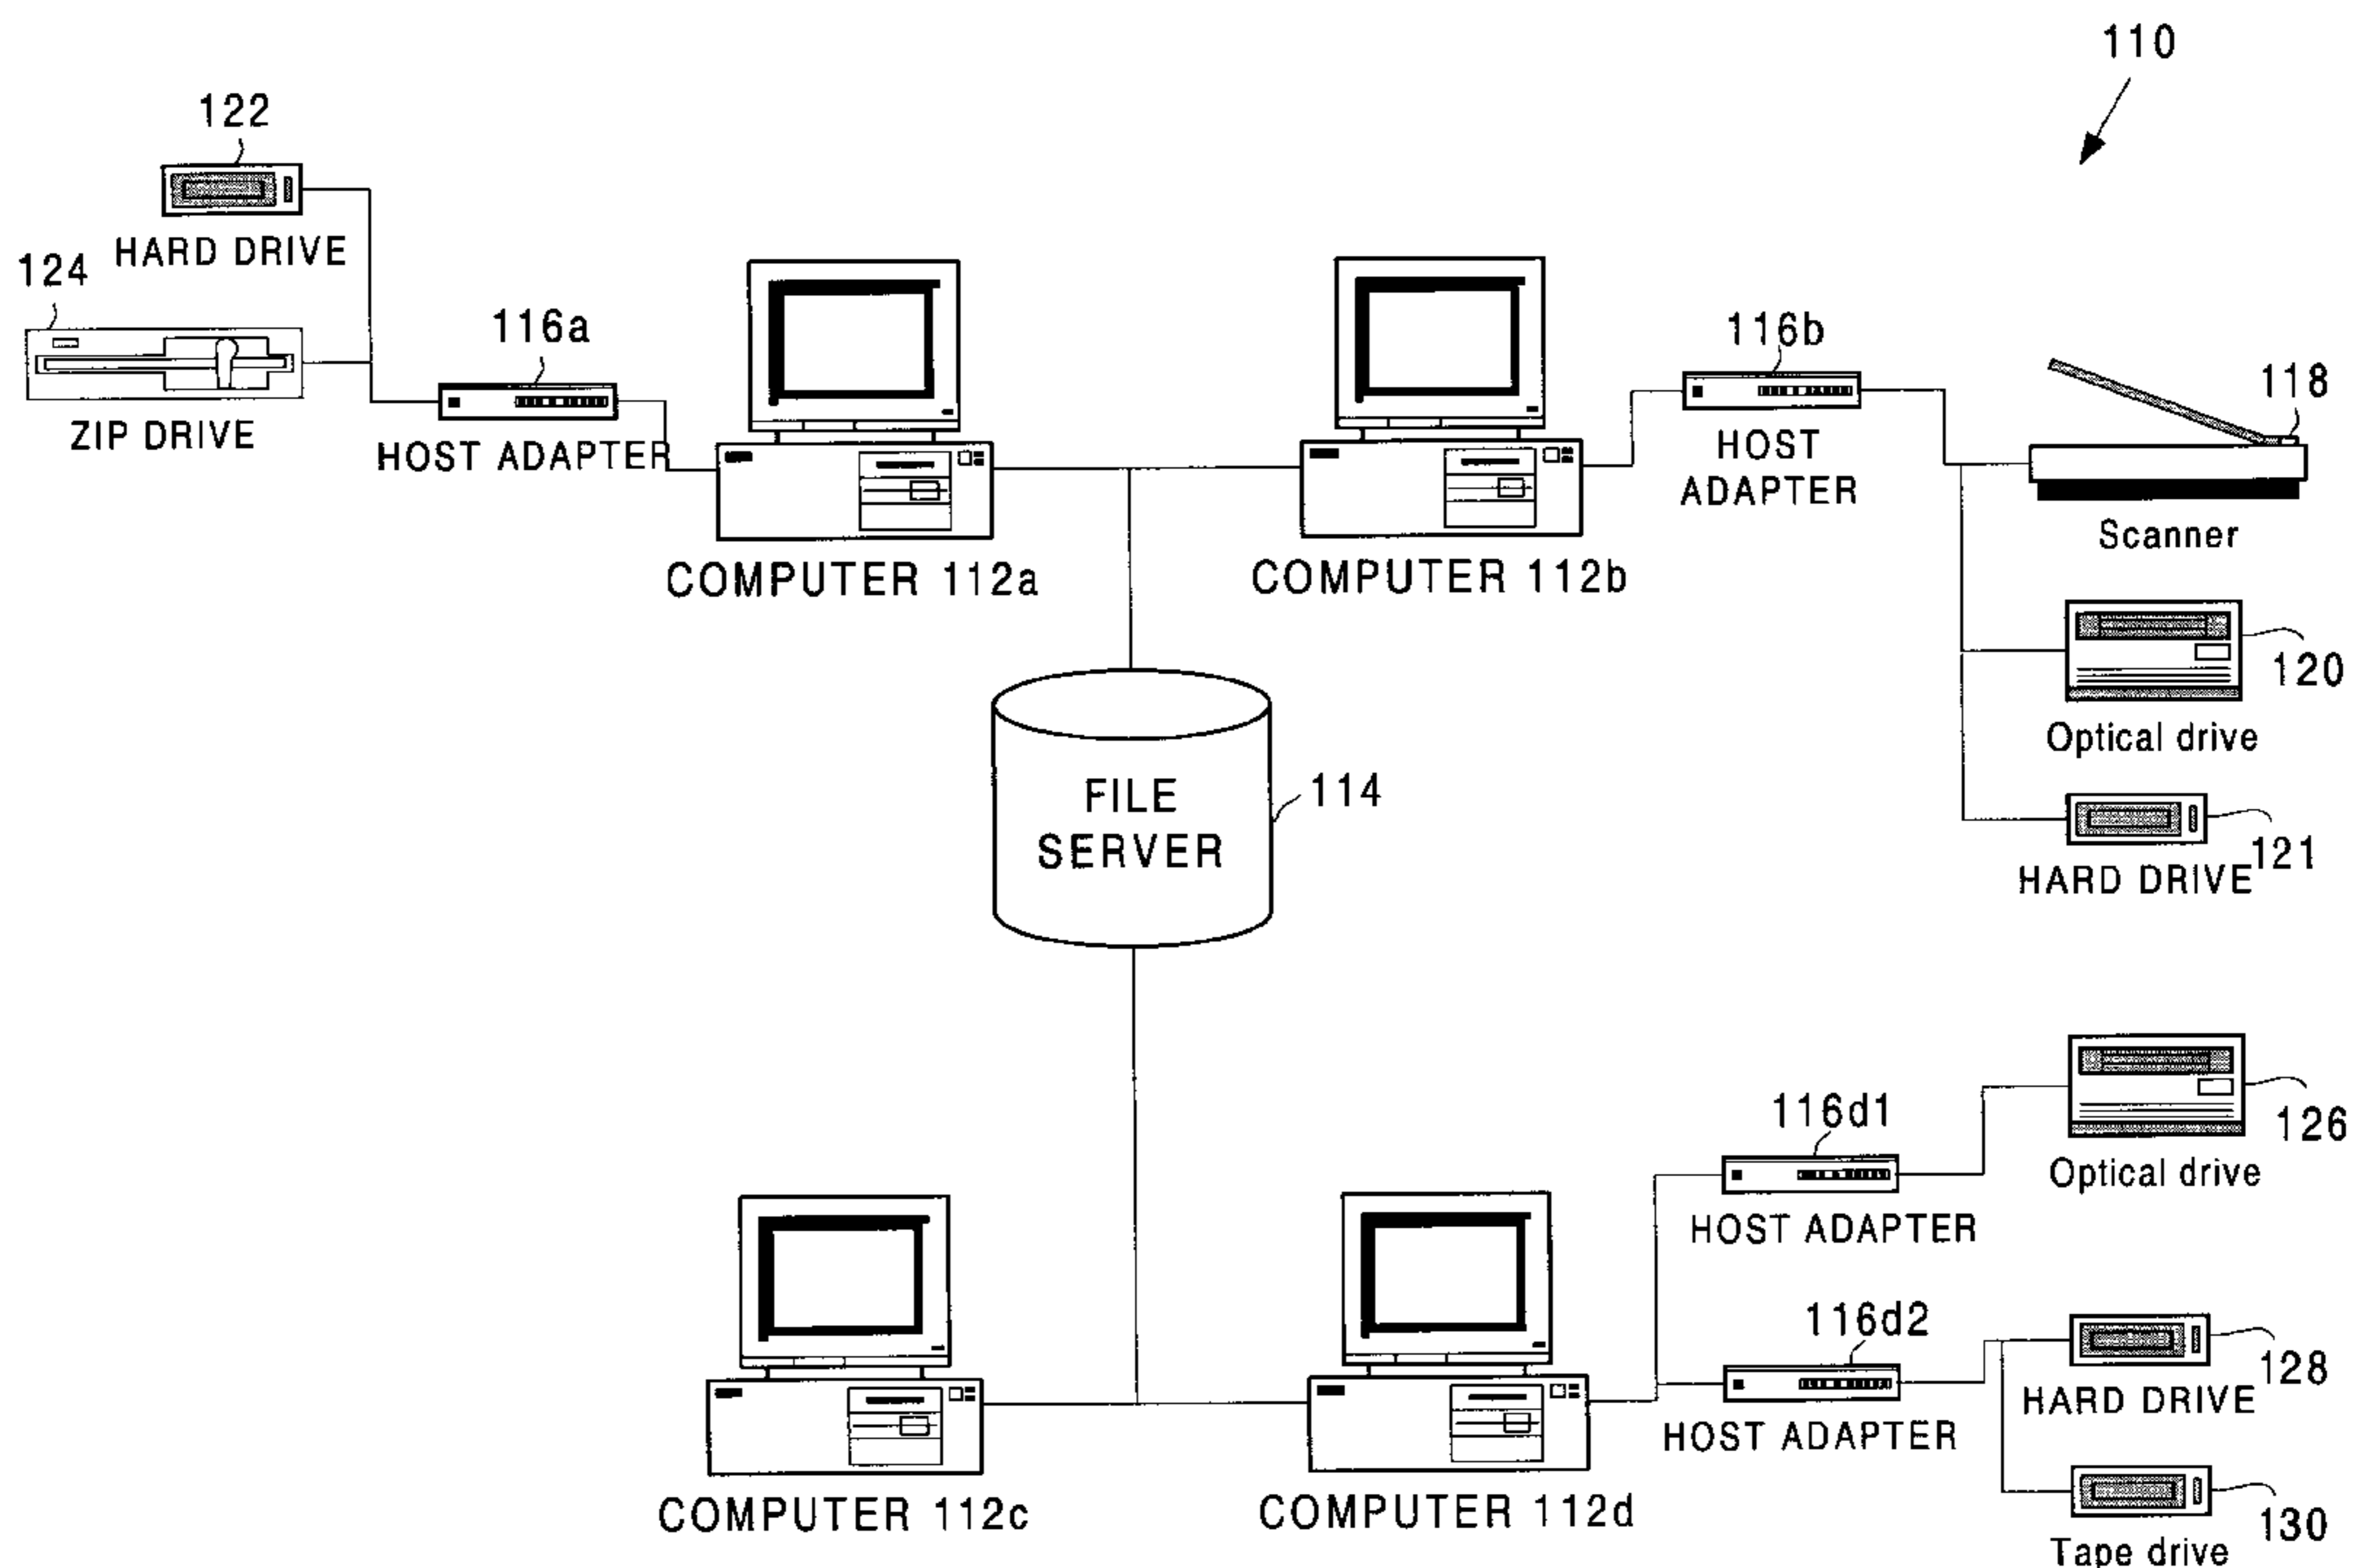 110
122
HARD DRIVE
124
ZIP DRIVE
116a
HOST ADAPTER
COMPUTER 112a
COMPUTER 112b
116b
HOST
ADAPTER
118
Scanner
120
Optical drive
121
HARD DRIVE
FILE
SERVER
114
126
Optical drive
116d1
HOST ADAPTER
116d2
HOST ADAPTER
128
HARD DRIVE
130
Tape drive
COMPUTER 112c
COMPUTER 112d